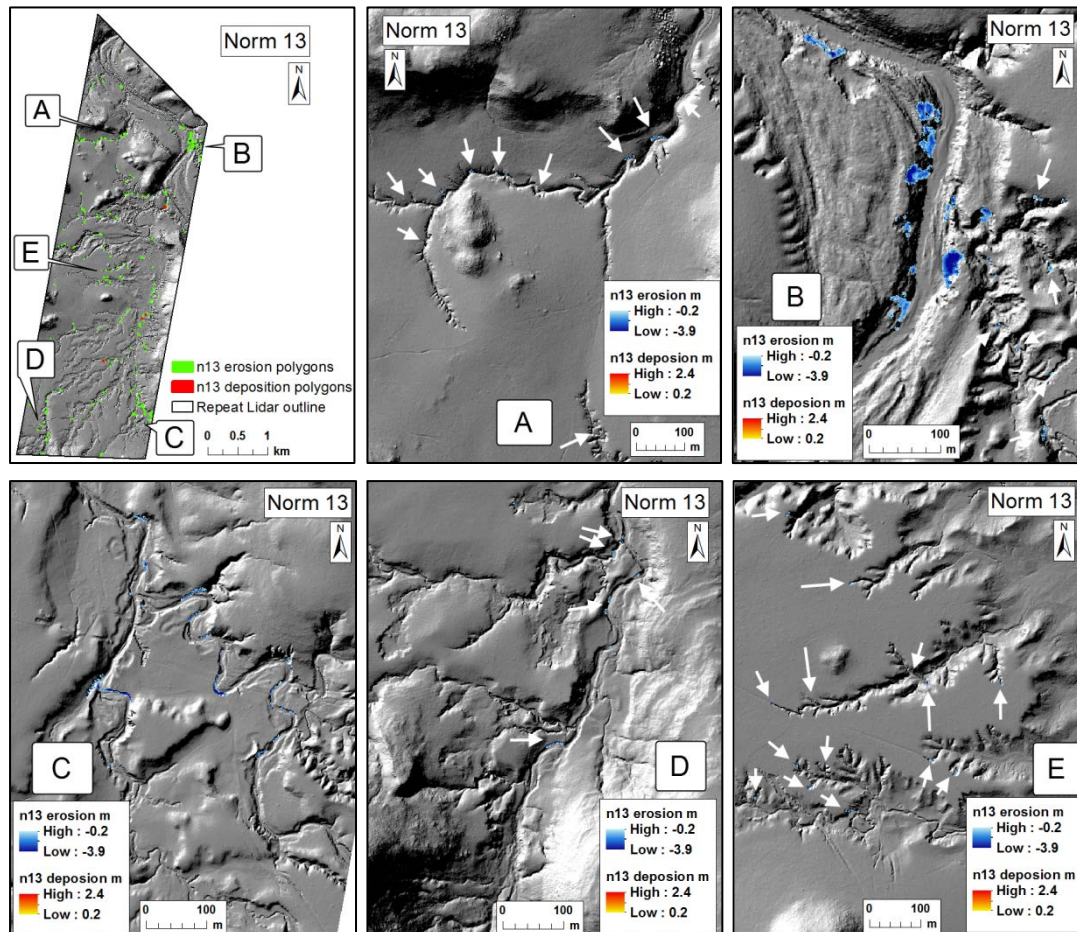 Norm 13
N
A
B
E
D
C
n13 erosion polygons
n13 deposition polygons
Repeat Lidar outline
0 0.5 1
km
Norm 13
N
n13 erosion m
High : -0.2
Low : -3.9
n13 deposion m
High : 2.4
Low : 0.2
A
0 100
m
Norm 13
N
B
n13 erosion m
High : -0.2
Low : -3.9
n13 deposion m
High : 2.4
Low : 0.2
0 100
m
Norm 13
N
C
n13 erosion m
High : -0.2
Low : -3.9
n13 deposion m
High : 2.4
Low : 0.2
0 100
m
Norm 13
N
D
n13 erosion m
High : -0.2
Low : -3.9
n13 deposion m
High : 2.4
Low : 0.2
0 100
m
Norm 13
N
E
n13 erosion m
High : -0.2
Low : -3.9
n13 deposion m
High : 2.4
Low : 0.2
0 100
m